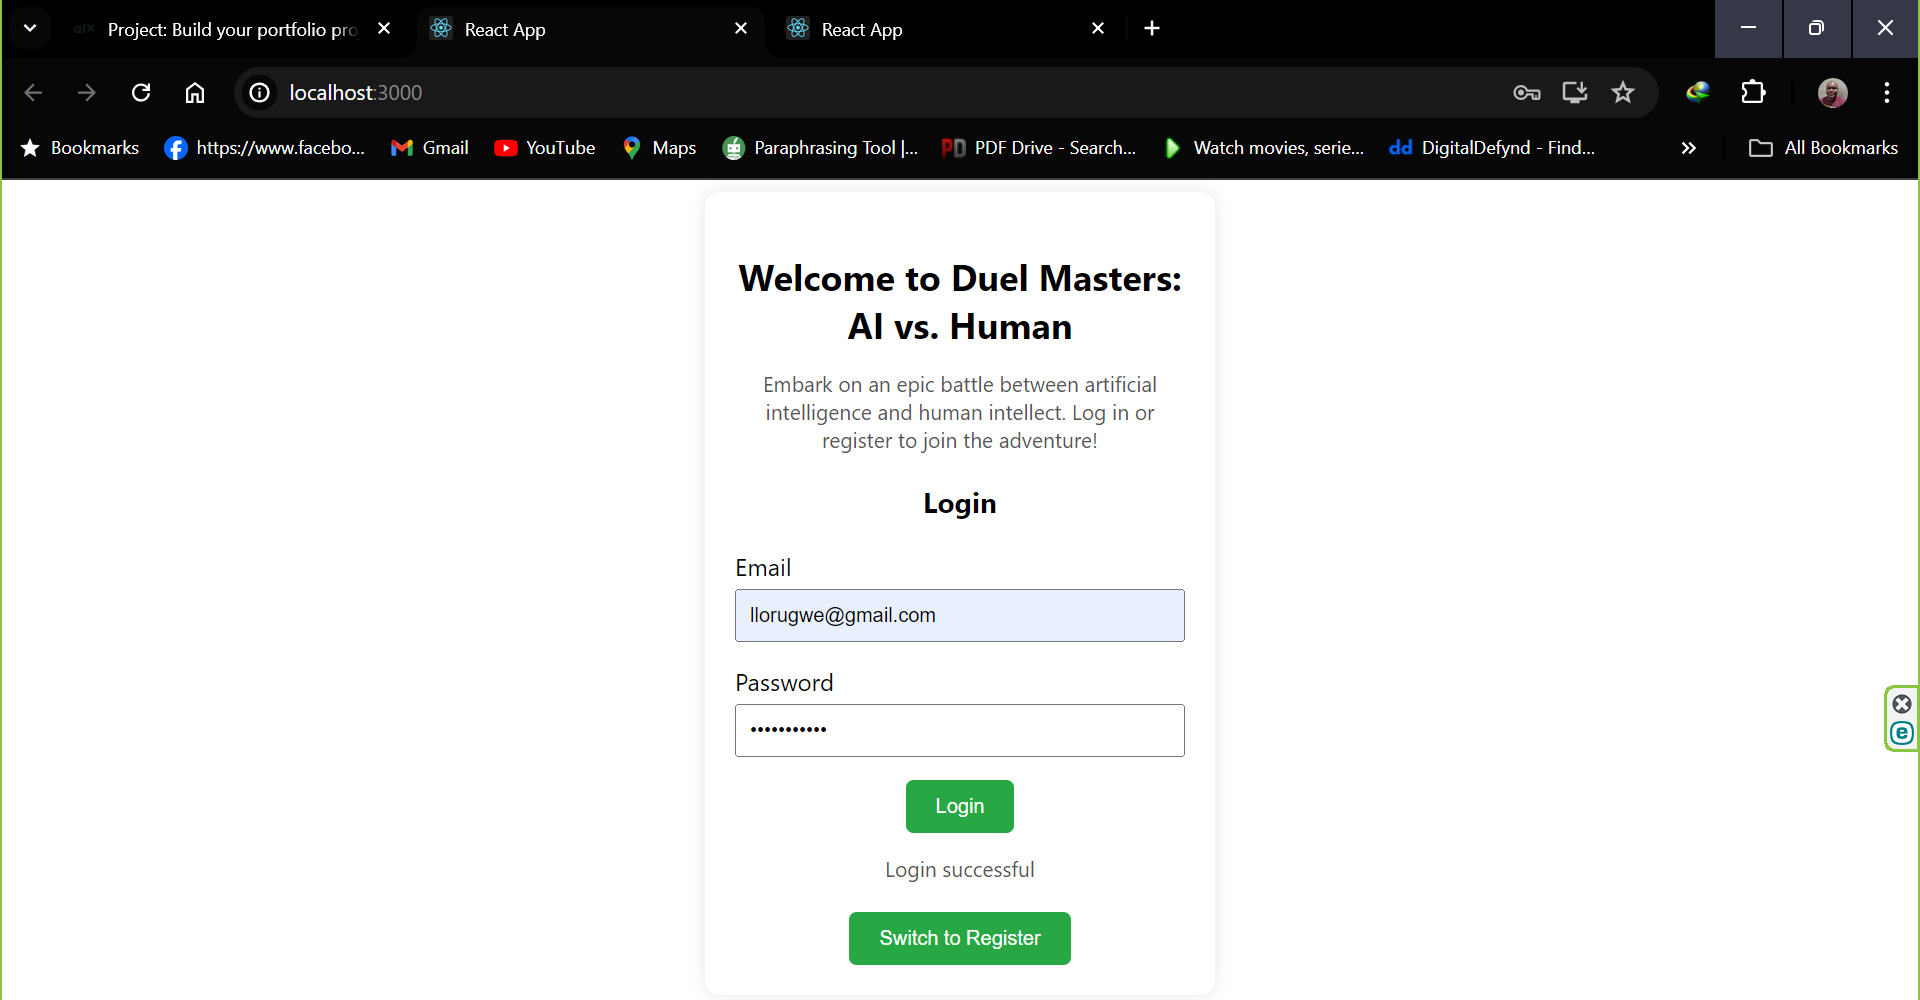 Project: Build your portfolio pro
React App
React App
localhost:3000
Bookmarks
https://www.facebo...
Gmail
YouTube
Maps
Paraphrasing Tool |...
PD
PDF Drive - Search...
Watch movies, serie...
dd
DigitalDefynd - Find...
All Bookmarks
Welcome to Duel Masters:
AI vs. Human
Embark on an epic battle between artificial
intelligence and human intellect. Log in or
register to join the adventure!
Login
Email
llorugwe@gmail.com
Password
Login
Login successful
Switch to Register
e